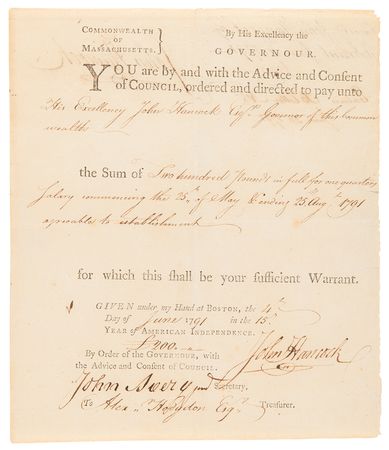 COMMONWEALTH
OF
MASSACHUSETTS.
By His Excellency the
GOVERNOUR.
YOU are by and with the Advice and Consent
of COUNCIL, ordered and directed to pay unto
His Excellency John Hancock Esqr. Governor of this Common
wealth
the Sum of Two hundred Pounds in full for one quarters
Salary commencing the 25th of May & ending 25th Augt. 1791
agreeable to establishment
for which this shall be your sufficient Warrant.
GIVEN under my Hand at BOSTON, the 4th
Day of June 1791 in the 15th
YEAR of AMERICAN INDEPENDENCE.
£200.
By Order of the GOVERNOUR, with
the Advice and Consent of COUNCIL.
John Hancock
John Avery junr Secretary.
To Alexr. Hodgdon Esqr. Treasurer.